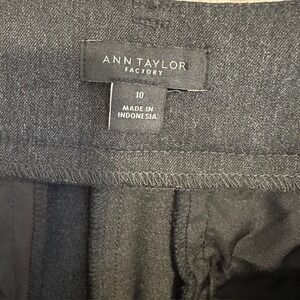 ANN TAYLOR
FACTORY
10
MADE IN
INDONESIA